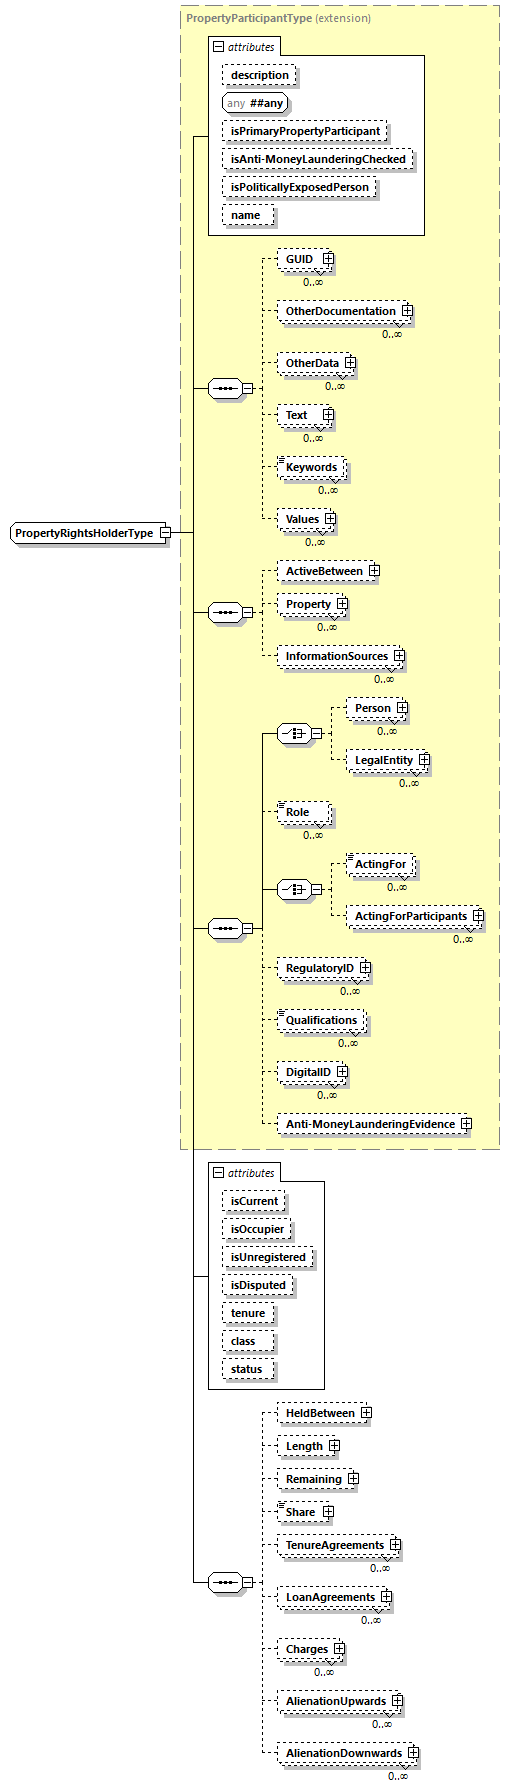 PropertyParticipantType (extension)
attributes
description
any ##any
isPrimaryPropertyParticipant
isAnti-MoneyLaunderingChecked
isPoliticallyExposedPerson
name
GUID
0..∞
OtherDocumentation
0..∞
OtherData
0..∞
Text
0..∞
Keywords
0..∞
Values
0..∞
PropertyRightsHolderType
ActiveBetween
Property
0..∞
InformationSources
0..∞
Person
0..∞
LegalEntity
0..∞
Role
0..∞
ActingFor
0..∞
ActingForParticipants
0..∞
RegulatoryID
0..∞
Qualifications
0..∞
DigitalID
0..∞
Anti-MoneyLaunderingEvidence
attributes
isCurrent
isOccupier
isUnregistered
isDisputed
tenure
class
status
HeldBetween
Length
Remaining
Share
TenureAgreements
0..∞
LoanAgreements
0..∞
Charges
0..∞
AlienationUpwards
0..∞
AlienationDownwards
0..∞